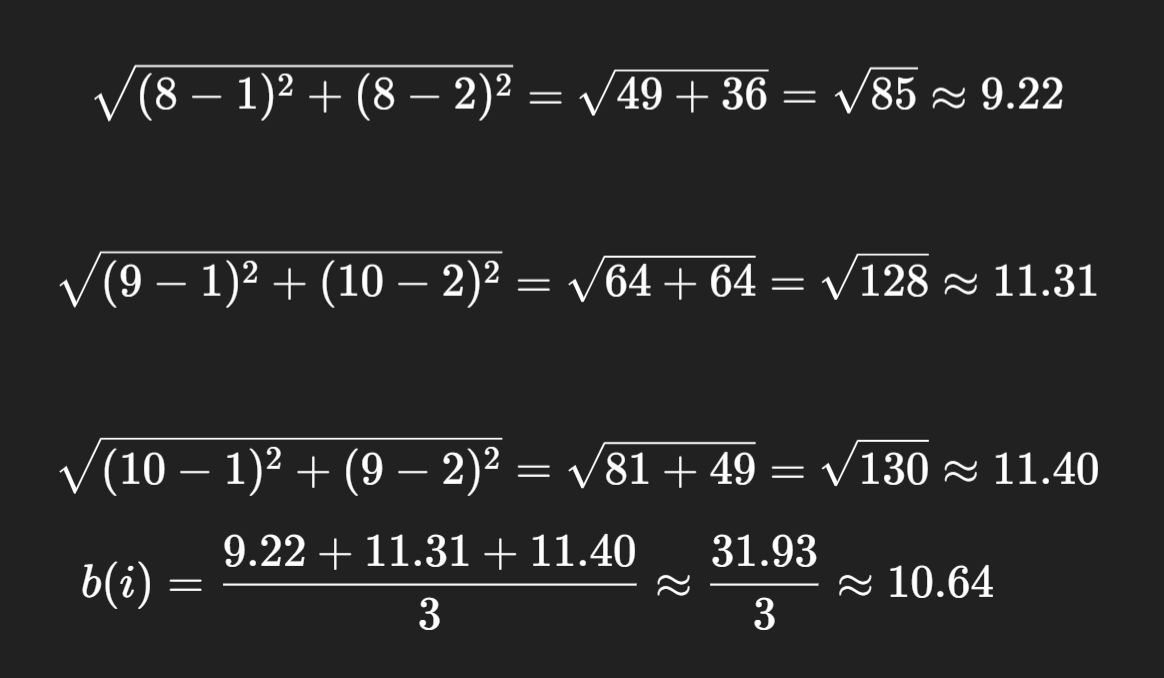 √(8 − 1)² + (8 − 2)² = √49 + 36 = √85 ≈ 9.22
√(9 − 1)² + (10 − 2)² = √64 + 64 = √128 ≈ 11.31
√(10 − 1)² + (9 − 2)² = √81 + 49 = √130 ≈ 11.40
b(i) = 9.22 + 11.31 + 11.40 / 3 ≈ 31.93 / 3 ≈ 10.64